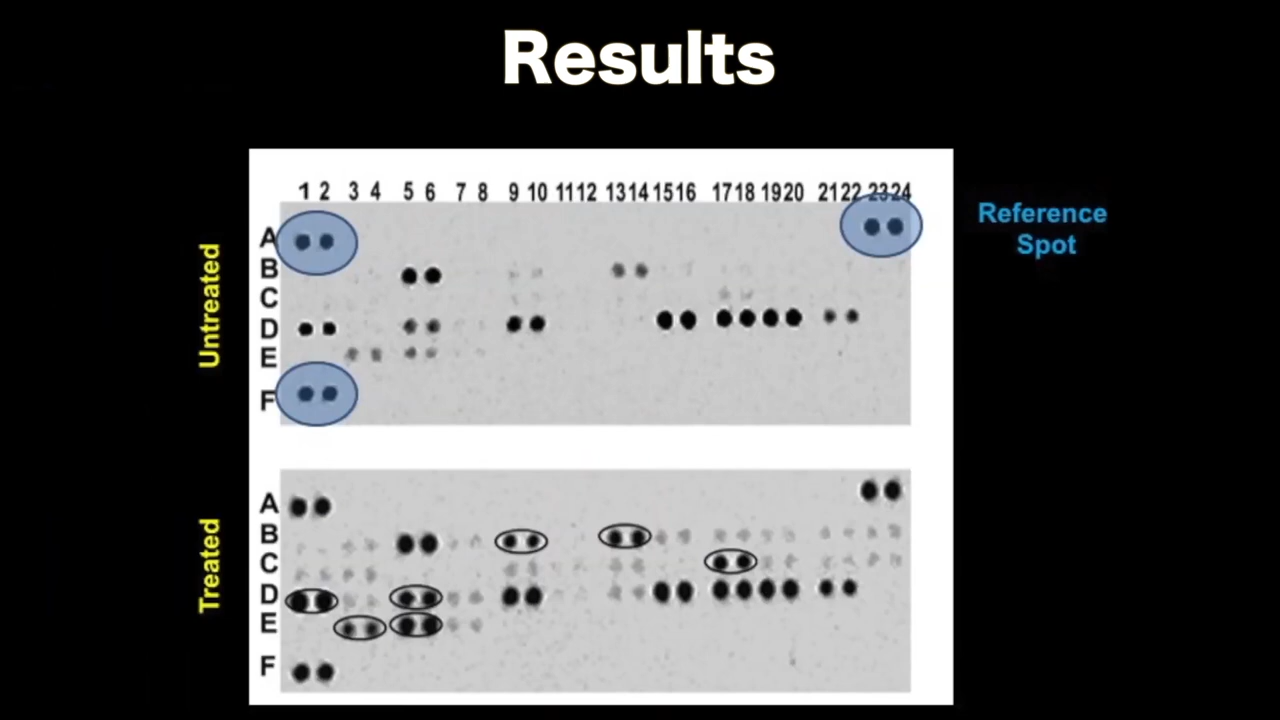 Results
1 2 3 4 5 6 7 8 9 10 11 12 13 14 15 16 17 18 19 20 21 22 23 24
Reference
Spot
Untreated
A
B
C
D
E
F
Treated
A
B
C
D
E
F